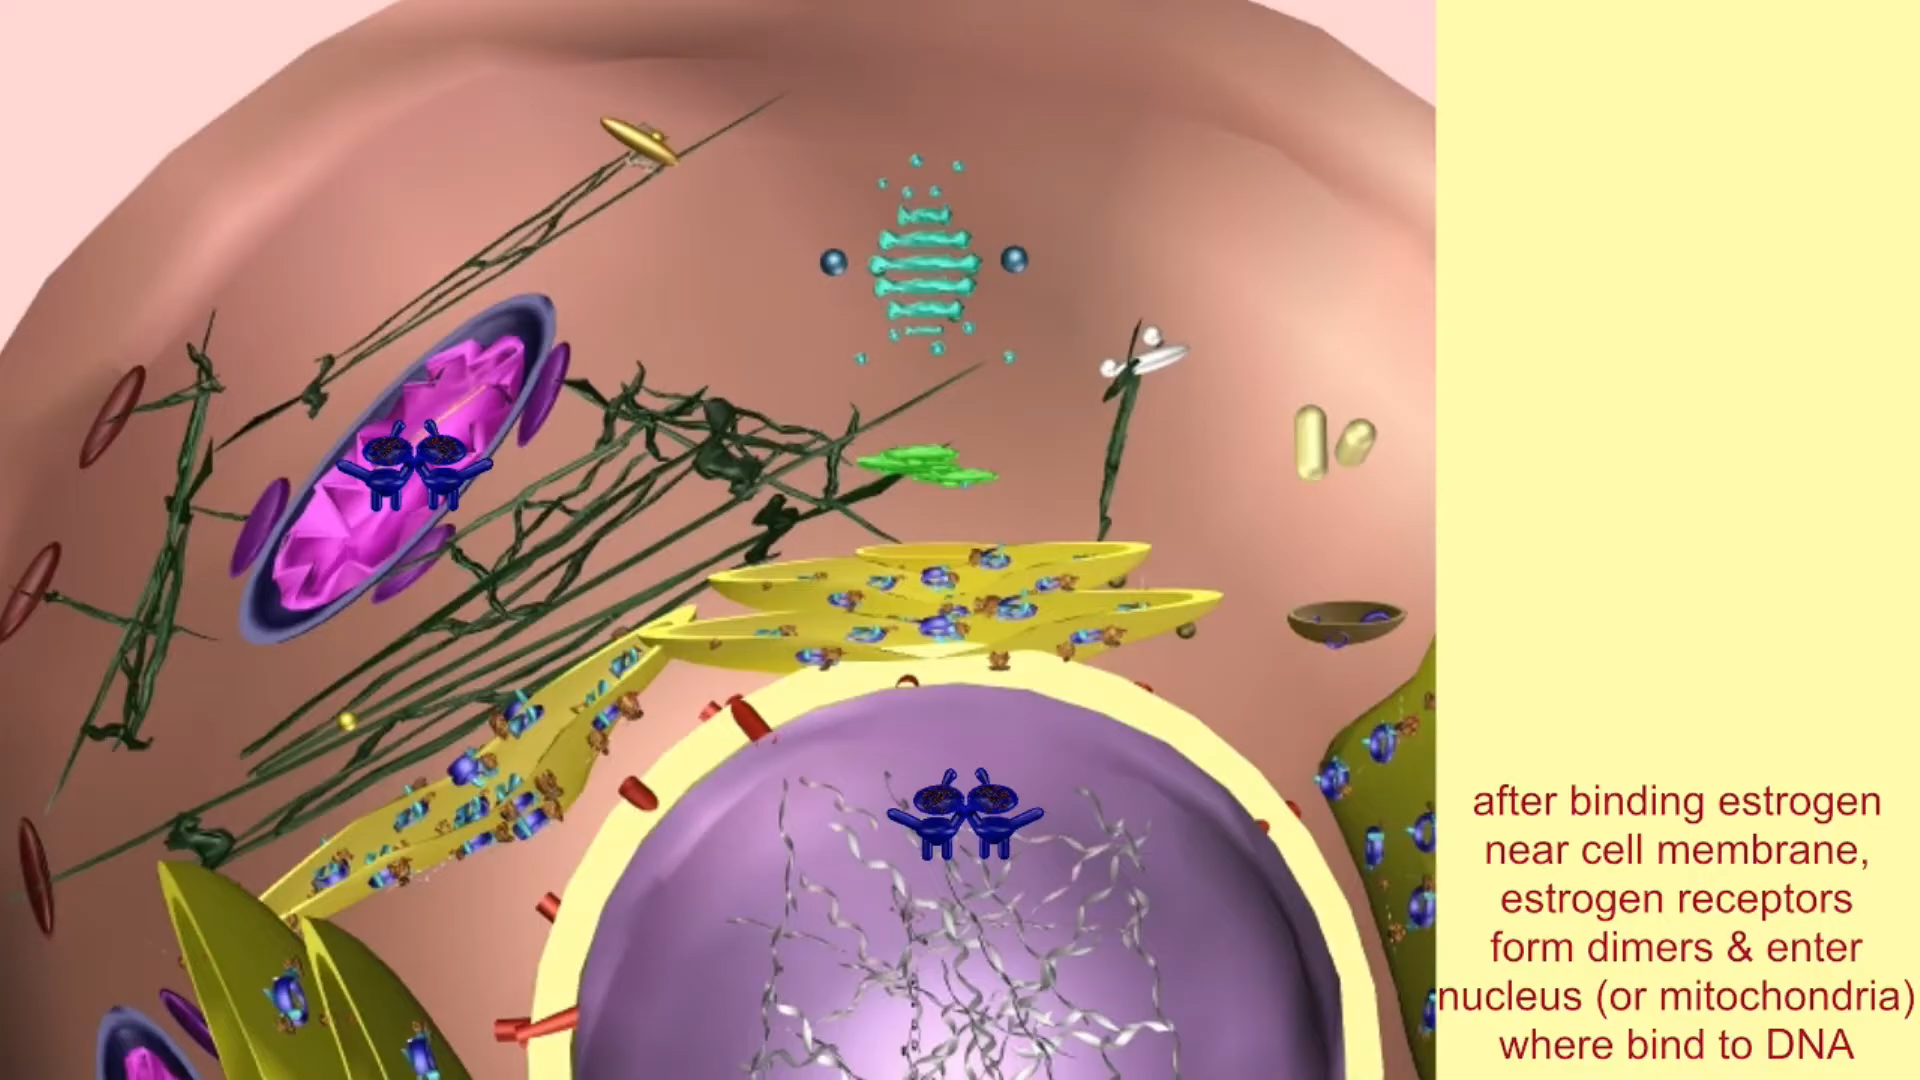 after binding estrogen
near cell membrane,
estrogen receptors
form dimers & enter
nucleus (or mitochondria)
where bind to DNA